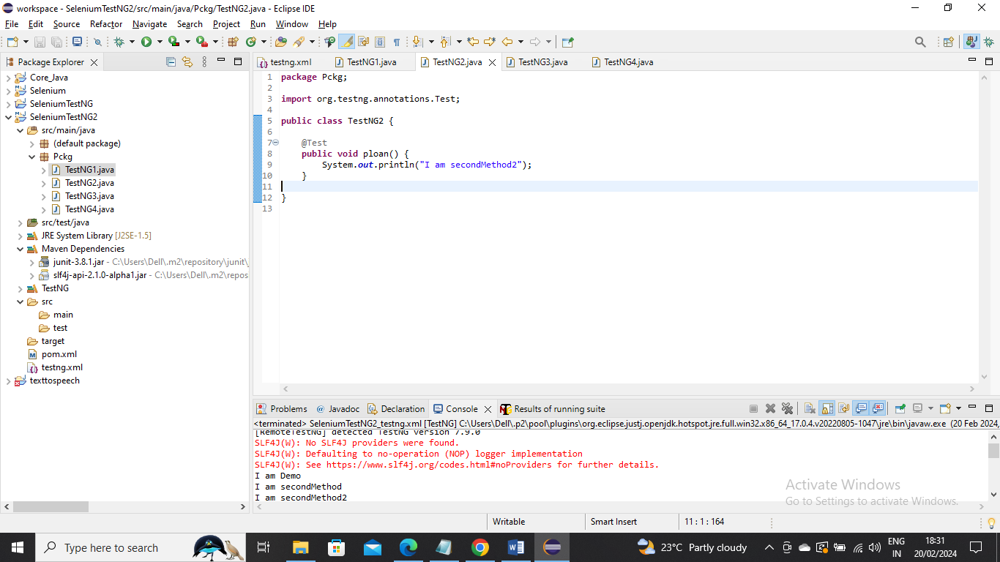 workspace - SeleniumTestNG2/src/main/java/Pckg/TestNG2.java - Eclipse IDE
File Edit Source Refactor Navigate Search Project Run Window Help
Package Explorer
Core_Java
Selenium
SeleniumTestNG
SeleniumTestNG2
src/main/java
(default package)
Pckg
TestNG1.java
TestNG2.java
TestNG3.java
TestNG4.java
src/test/java
JRE System Library [J2SE-1.5]
Maven Dependencies
junit-3.8.1.jar - C:\Users\Dell\.m2\repository\junit\
slf4j-api-2.1.0-alpha1.jar - C:\Users\Dell\.m2\repos
TestNG
src
main
test
target
pom.xml
testng.xml
texttospeech
testng.xml TestNG1.java TestNG2.java TestNG3.java TestNG4.java
1 package Pckg;
2
3 import org.testng.annotations.Test;
4
5 public class TestNG2 {
6
7 @Test
8 public void ploan() {
9 System.out.println("I am secondMethod2");
10 }
11
12 }
13
Problems @ Javadoc Declaration Console Results of running suite
<terminated> SeleniumTestNG2_testng.xml [TestNG] C:\Users\Dell\.p2\pool\plugins\org.eclipse.justj.openjdk.hotspot.jre.full.win32.x86_64_17.0.4.v20220805-1047\jre\bin\javaw.exe (20 Feb 2024,
[RemoteTestNG] detected TestNG version 7.9.0
SLF4J(W): No SLF4J providers were found.
SLF4J(W): Defaulting to no-operation (NOP) logger implementation
SLF4J(W): See https://www.slf4j.org/codes.html#noProviders for further details.
I am Demo
I am secondMethod
I am secondMethod2
Activate Windows
Go to Settings to activate Windows.
Writable Smart Insert 11 : 1 : 164
Type here to search
23°C Partly cloudy
ENG
IN
18:31
20/02/2024